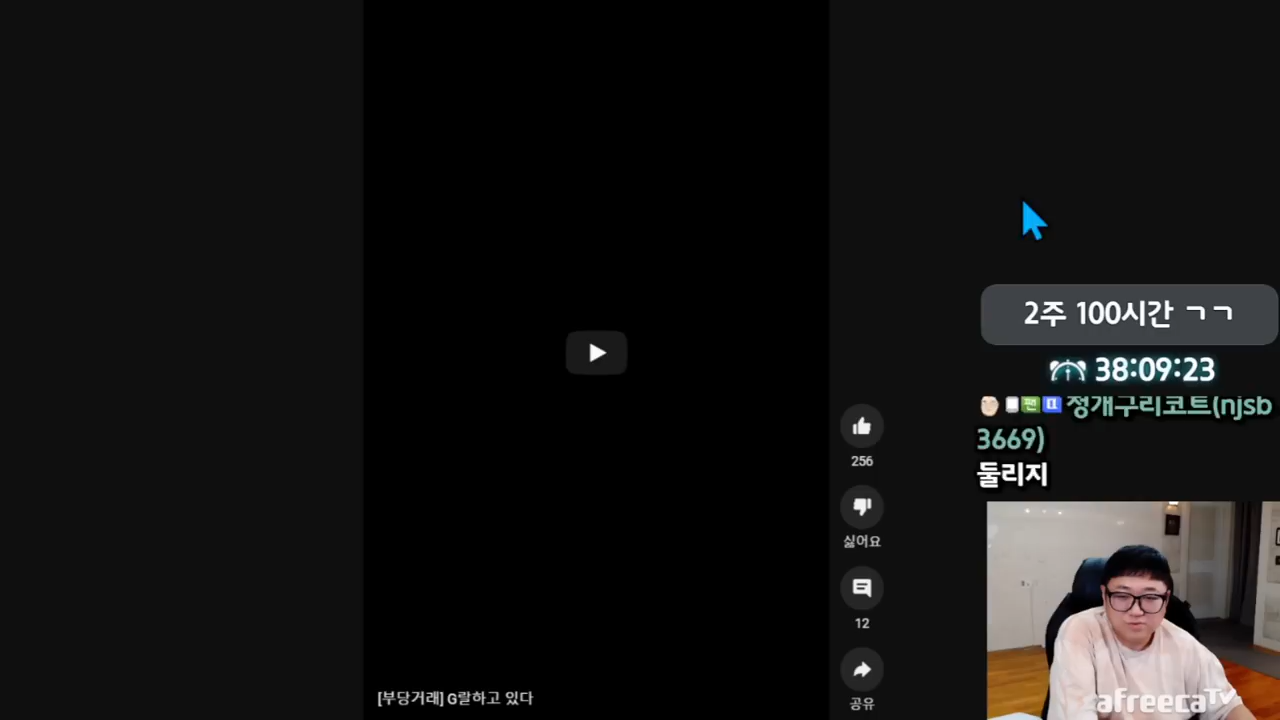 2주 100시간 ㄱㄱ
38:09:23
팬
정개구리코트(njsb
3669)
둘리지
256
싫어요
12
공유
[부당거래] G랄하고 있다
afreecaTV